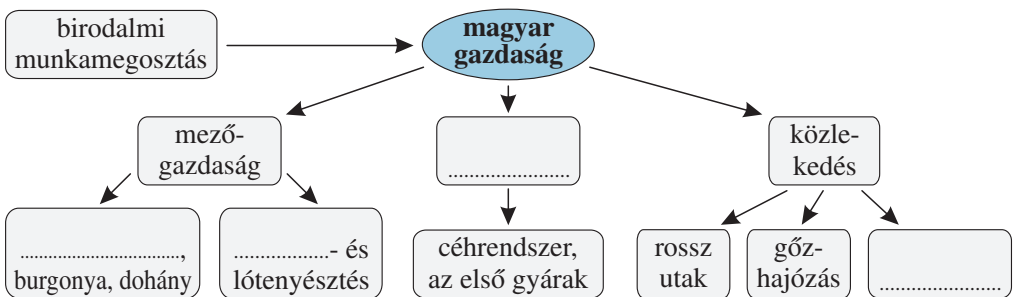 birodalmi
munkamegosztás
magyar
gazdaság
mező-
gazdaság
..........................
közle-
kedés
................................,
burgonya, dohány
...................- és
lótenyésztés
céhrendszer,
az első gyárak
rossz
utak
gőz-
hajózás
..........................